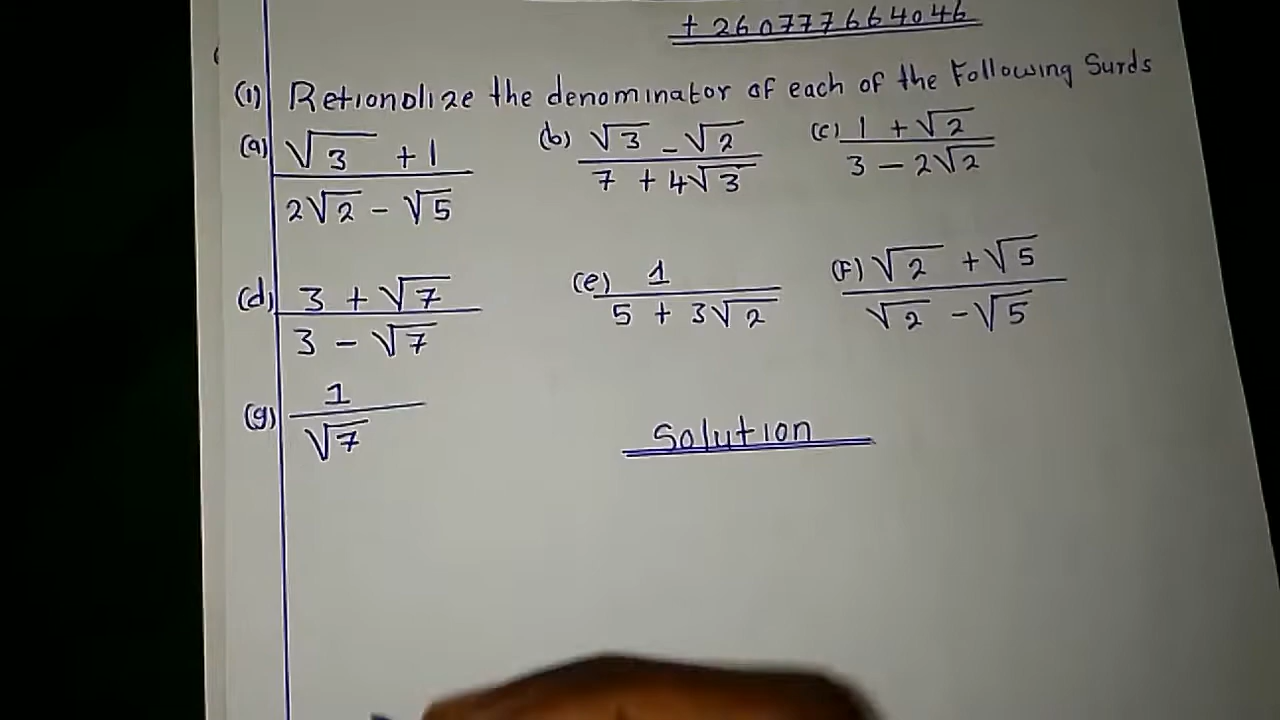 +260777664046
(1) Retionolize the denominator of each of the Following Surds
(a) √3 + 1 / 2√2 - √5 (b) √3 - √2 / 7 + 4√3 (c) 1 + √2 / 3 - 2√2
(d) 3 + √7 / 3 - √7 (e) 1 / 5 + 3√2 (F) √2 + √5 / √2 - √5
(g) 1 / √7
Solution